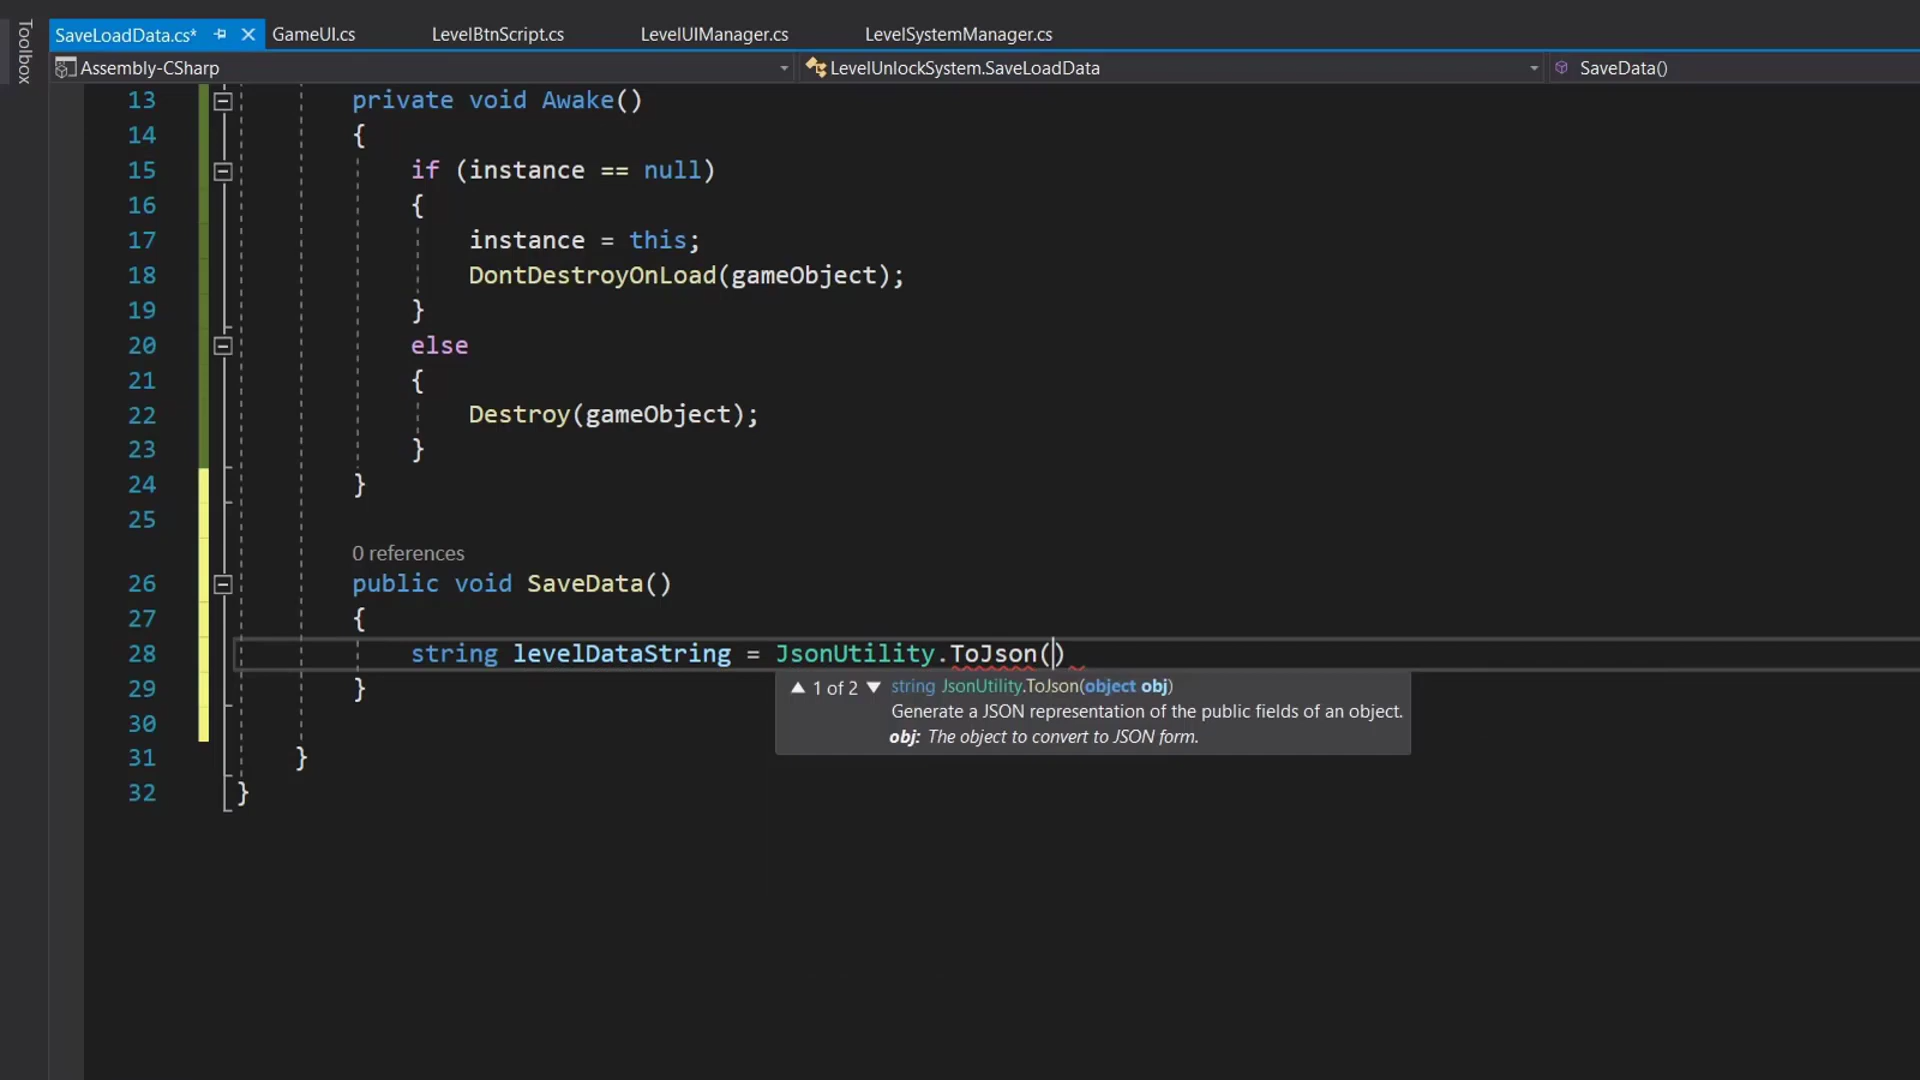 Toolbox
SaveLoadData.cs* GameUI.cs LevelBtnScript.cs LevelUIManager.cs LevelSystemManager.cs
Assembly-CSharp LevelUnlockSystem.SaveLoadData SaveData()
13 private void Awake()
14 {
15 if (instance == null)
16 {
17 instance = this;
18 DontDestroyOnLoad(gameObject);
19 }
20 else
21 {
22 Destroy(gameObject);
23 }
24 }
25
0 references
26 public void SaveData()
27 {
28 string levelDataString = JsonUtility.ToJson()
29 }
▲ 1 of 2 ▼ string JsonUtility.ToJson(object obj)
Generate a JSON representation of the public fields of an object.
obj: The object to convert to JSON form.
30
31 }
32 }